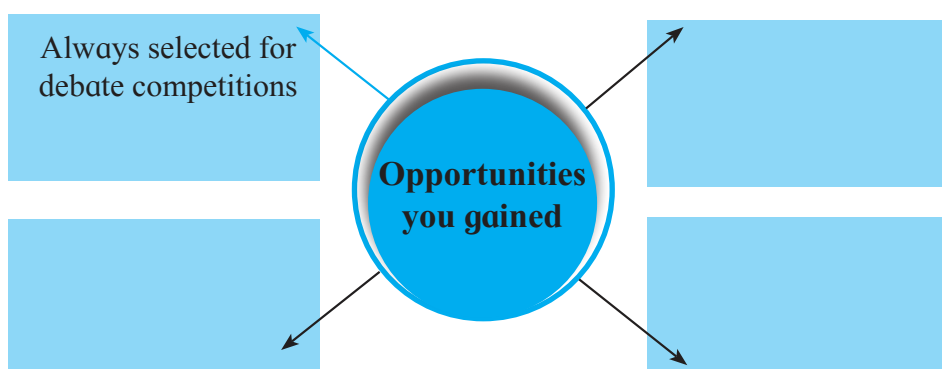 Always selected for
debate competitions
Opportunities
you gained